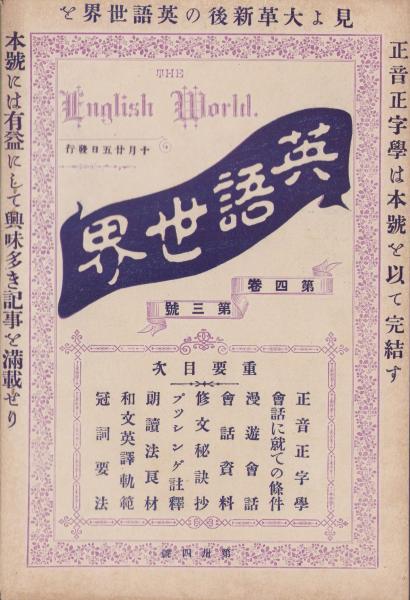 見よ大革新後の英語世界を
正音正字學は本號を以て完結す
本號には有益にして興味多き記事を滿載せり
THE
English World.
十月廿五日發行
英語世界
第四卷
第三號
重要目次
正音正字學
會話に就ての條件
漫遊會話
會話資料
修文秘訣抄
プッシング註釋
朗讀法良材
和文英譯軌範
冠詞要法
第卅四號